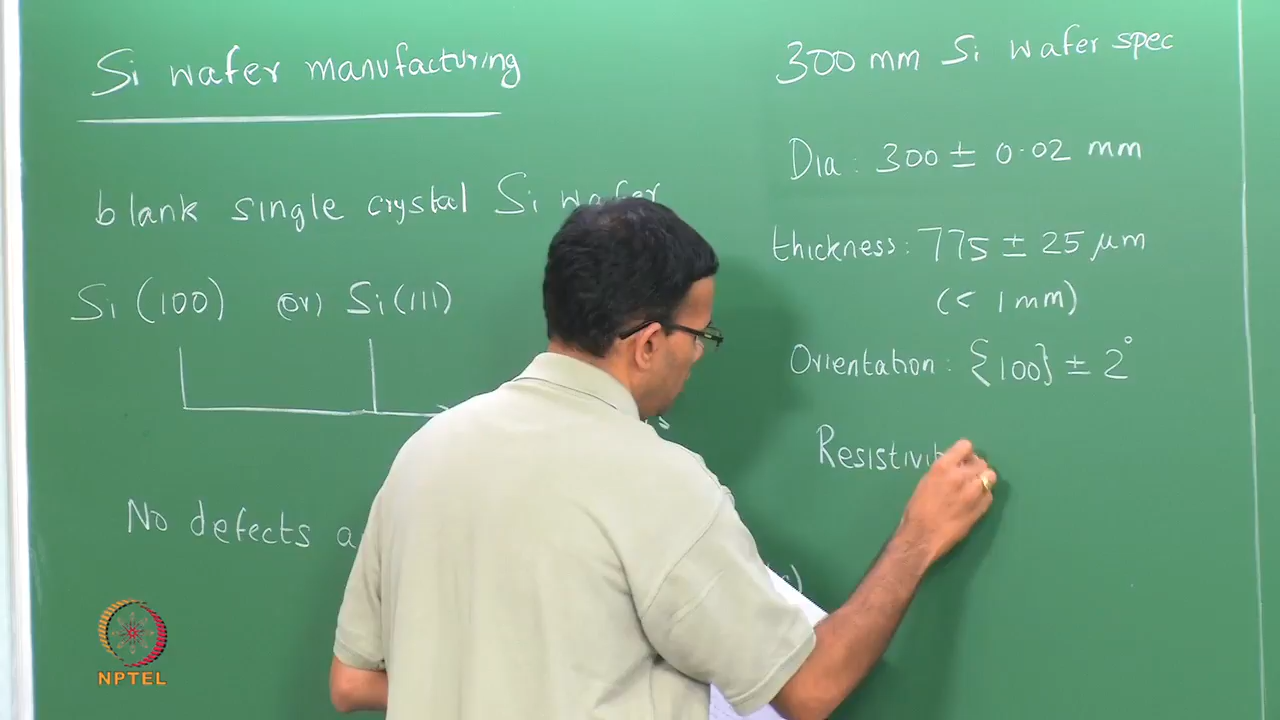 Si wafer manufacturing
blank single crystal Si wafer
Si (100) (or) Si (111)
No defects
300 mm Si wafer spec
Dia : 300 ± 0.02 mm
thickness : 775 ± 25 μm
(< 1 mm)
Orientation : {100} ± 2°
NPTEL